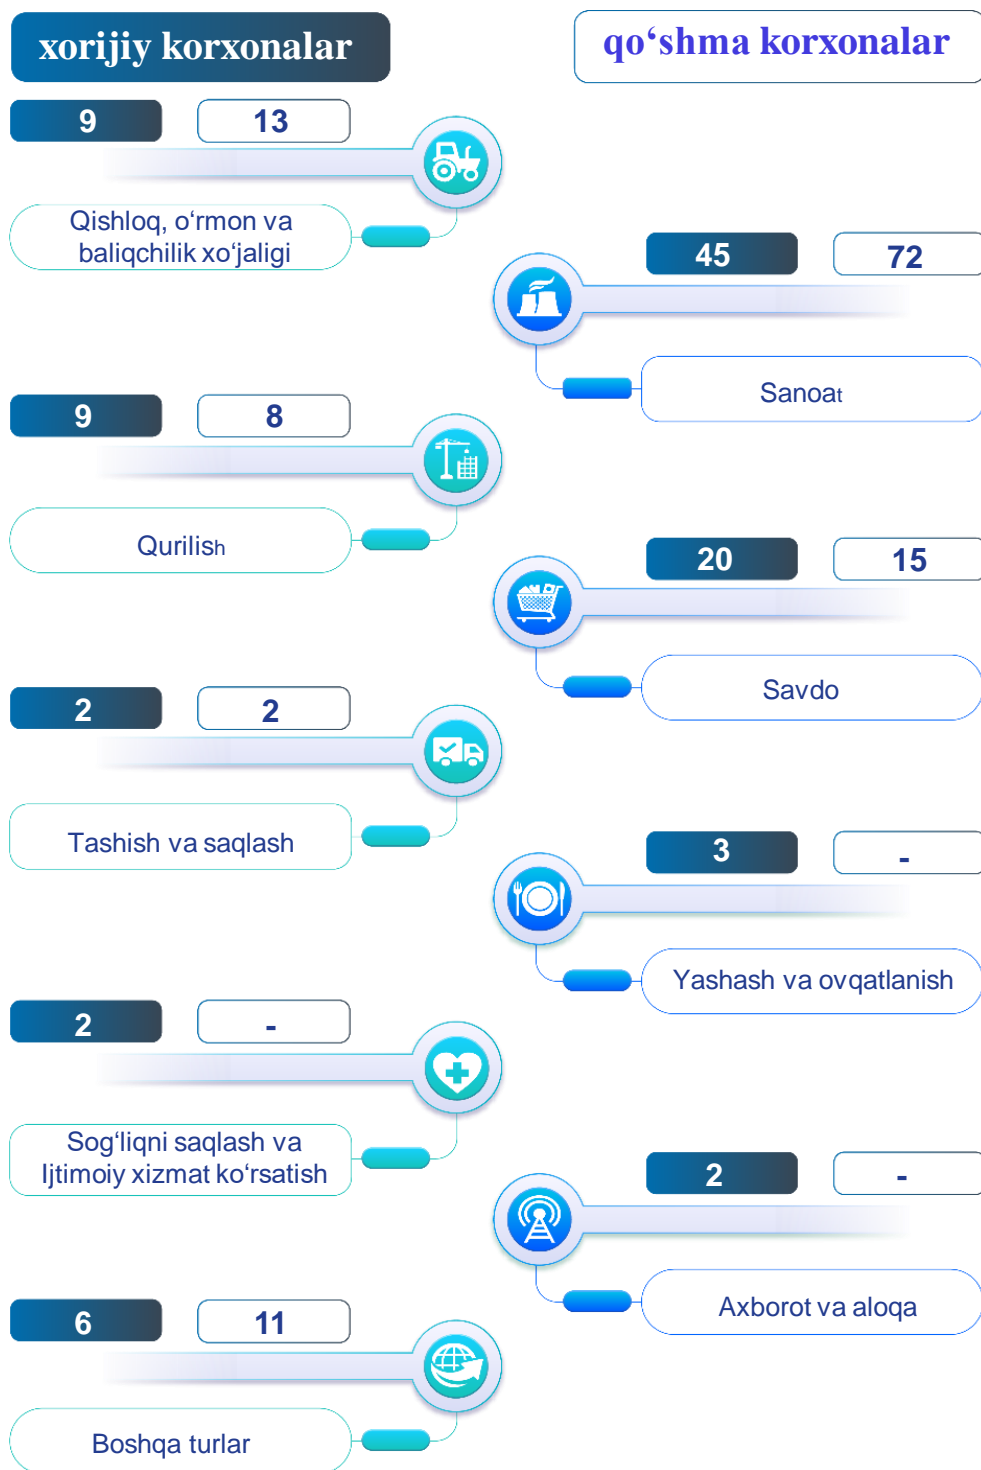 xorijiy korxonalar
qo‘shma korxonalar
9
13
Qishloq, o‘rmon va
baliqchilik xo‘jaligi
45
72
Sanoat
9
8
Qurilish
20
15
Savdo
2
2
Tashish va saqlash
3
-
Yashash va ovqatlanish
2
-
Sog‘liqni saqlash va
Ijtimoiy xizmat ko‘rsatish
2
-
Axborot va aloqa
6
11
Boshqa turlar